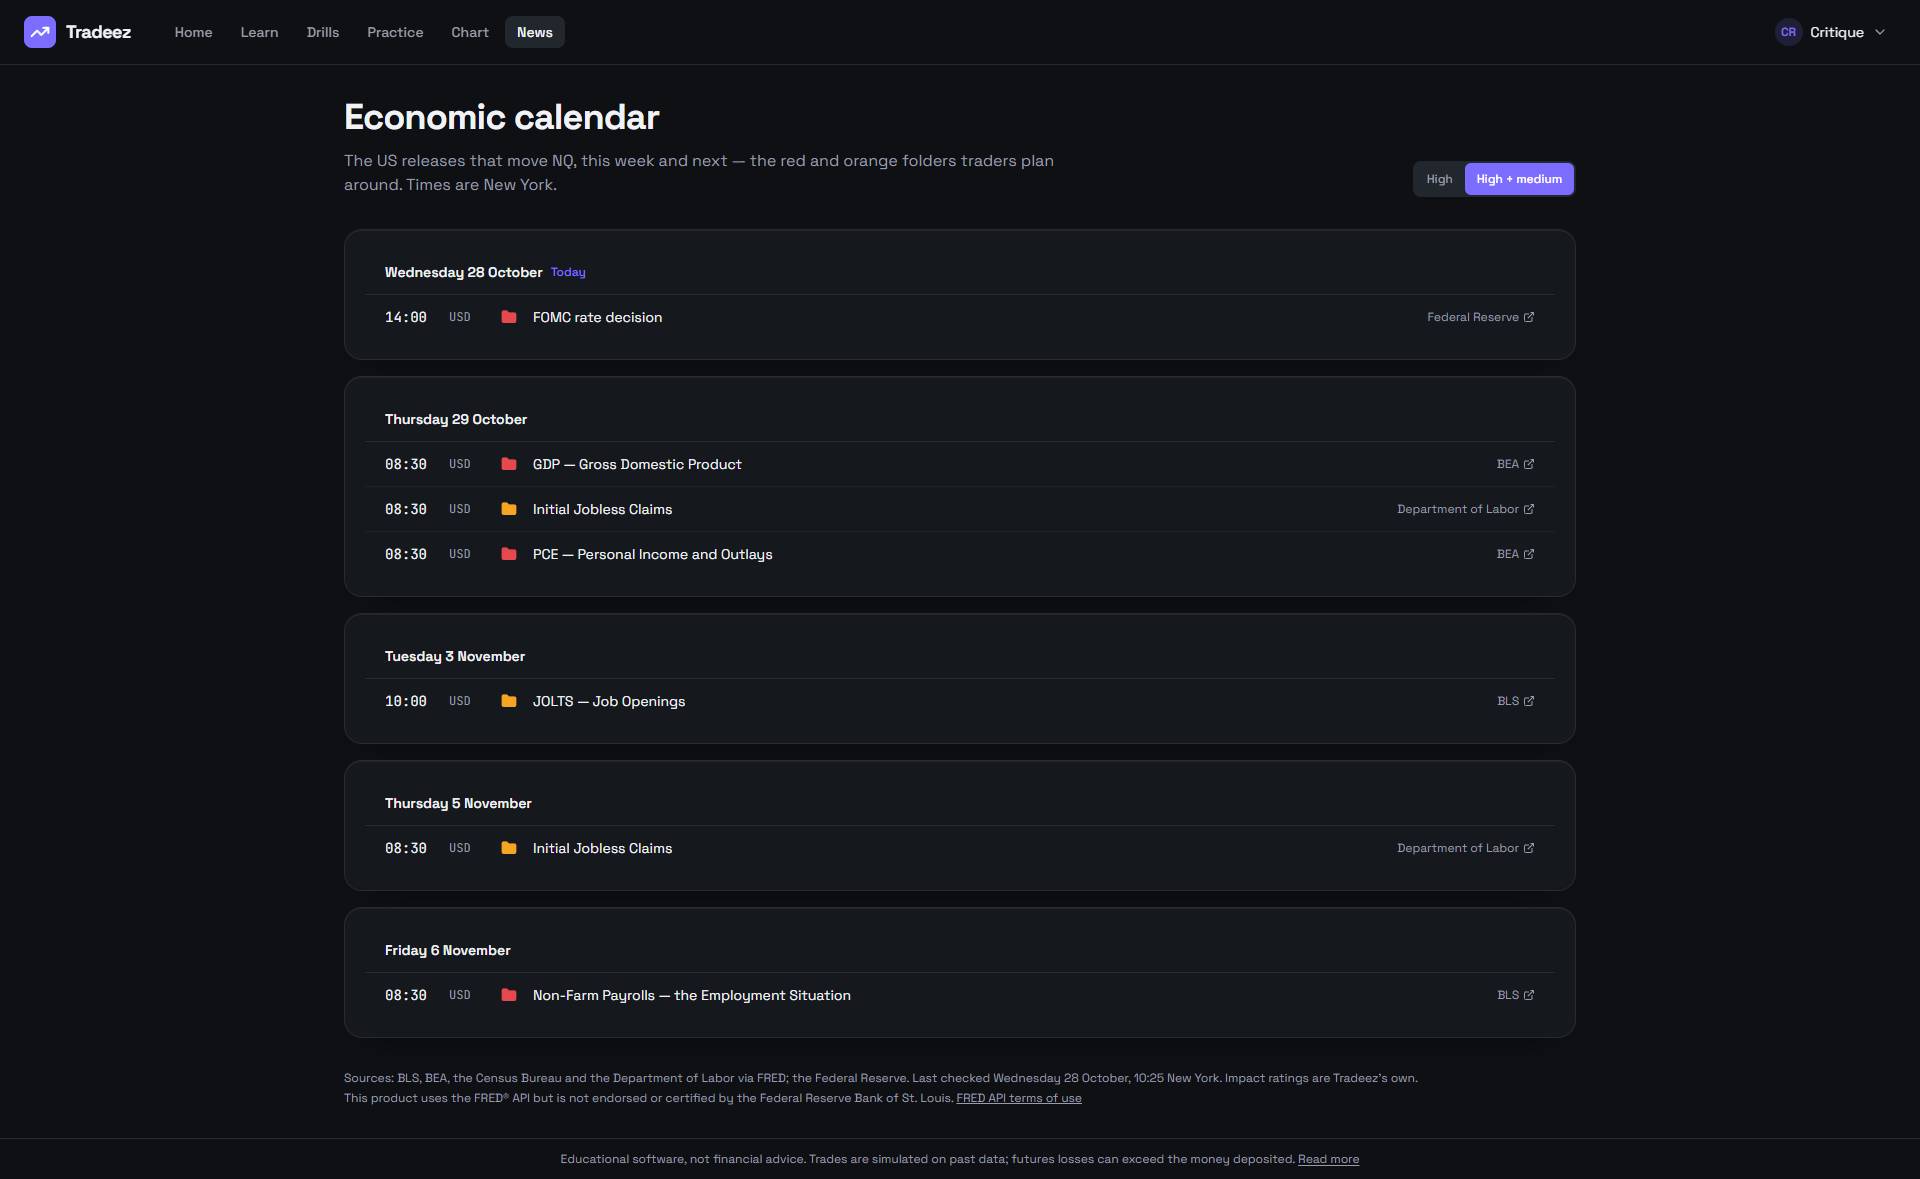 Tradeez
Home
Learn
Drills
Practice
Chart
News
CR
Critique
Economic calendar
The US releases that move NQ, this week and next — the red and orange folders traders plan
around. Times are New York.
High
High + medium
Wednesday 28 October Today
14:00 USD FOMC rate decision Federal Reserve
Thursday 29 October
08:30 USD GDP — Gross Domestic Product BEA
08:30 USD Initial Jobless Claims Department of Labor
08:30 USD PCE — Personal Income and Outlays BEA
Tuesday 3 November
10:00 USD JOLTS — Job Openings BLS
Thursday 5 November
08:30 USD Initial Jobless Claims Department of Labor
Friday 6 November
08:30 USD Non-Farm Payrolls — the Employment Situation BLS
Sources: BLS, BEA, the Census Bureau and the Department of Labor via FRED; the Federal Reserve. Last checked Wednesday 28 October, 10:25 New York. Impact ratings are Tradeez's own.
This product uses the FRED® API but is not endorsed or certified by the Federal Reserve Bank of St. Louis. FRED API terms of use
Educational software, not financial advice. Trades are simulated on past data; futures losses can exceed the money deposited. Read more